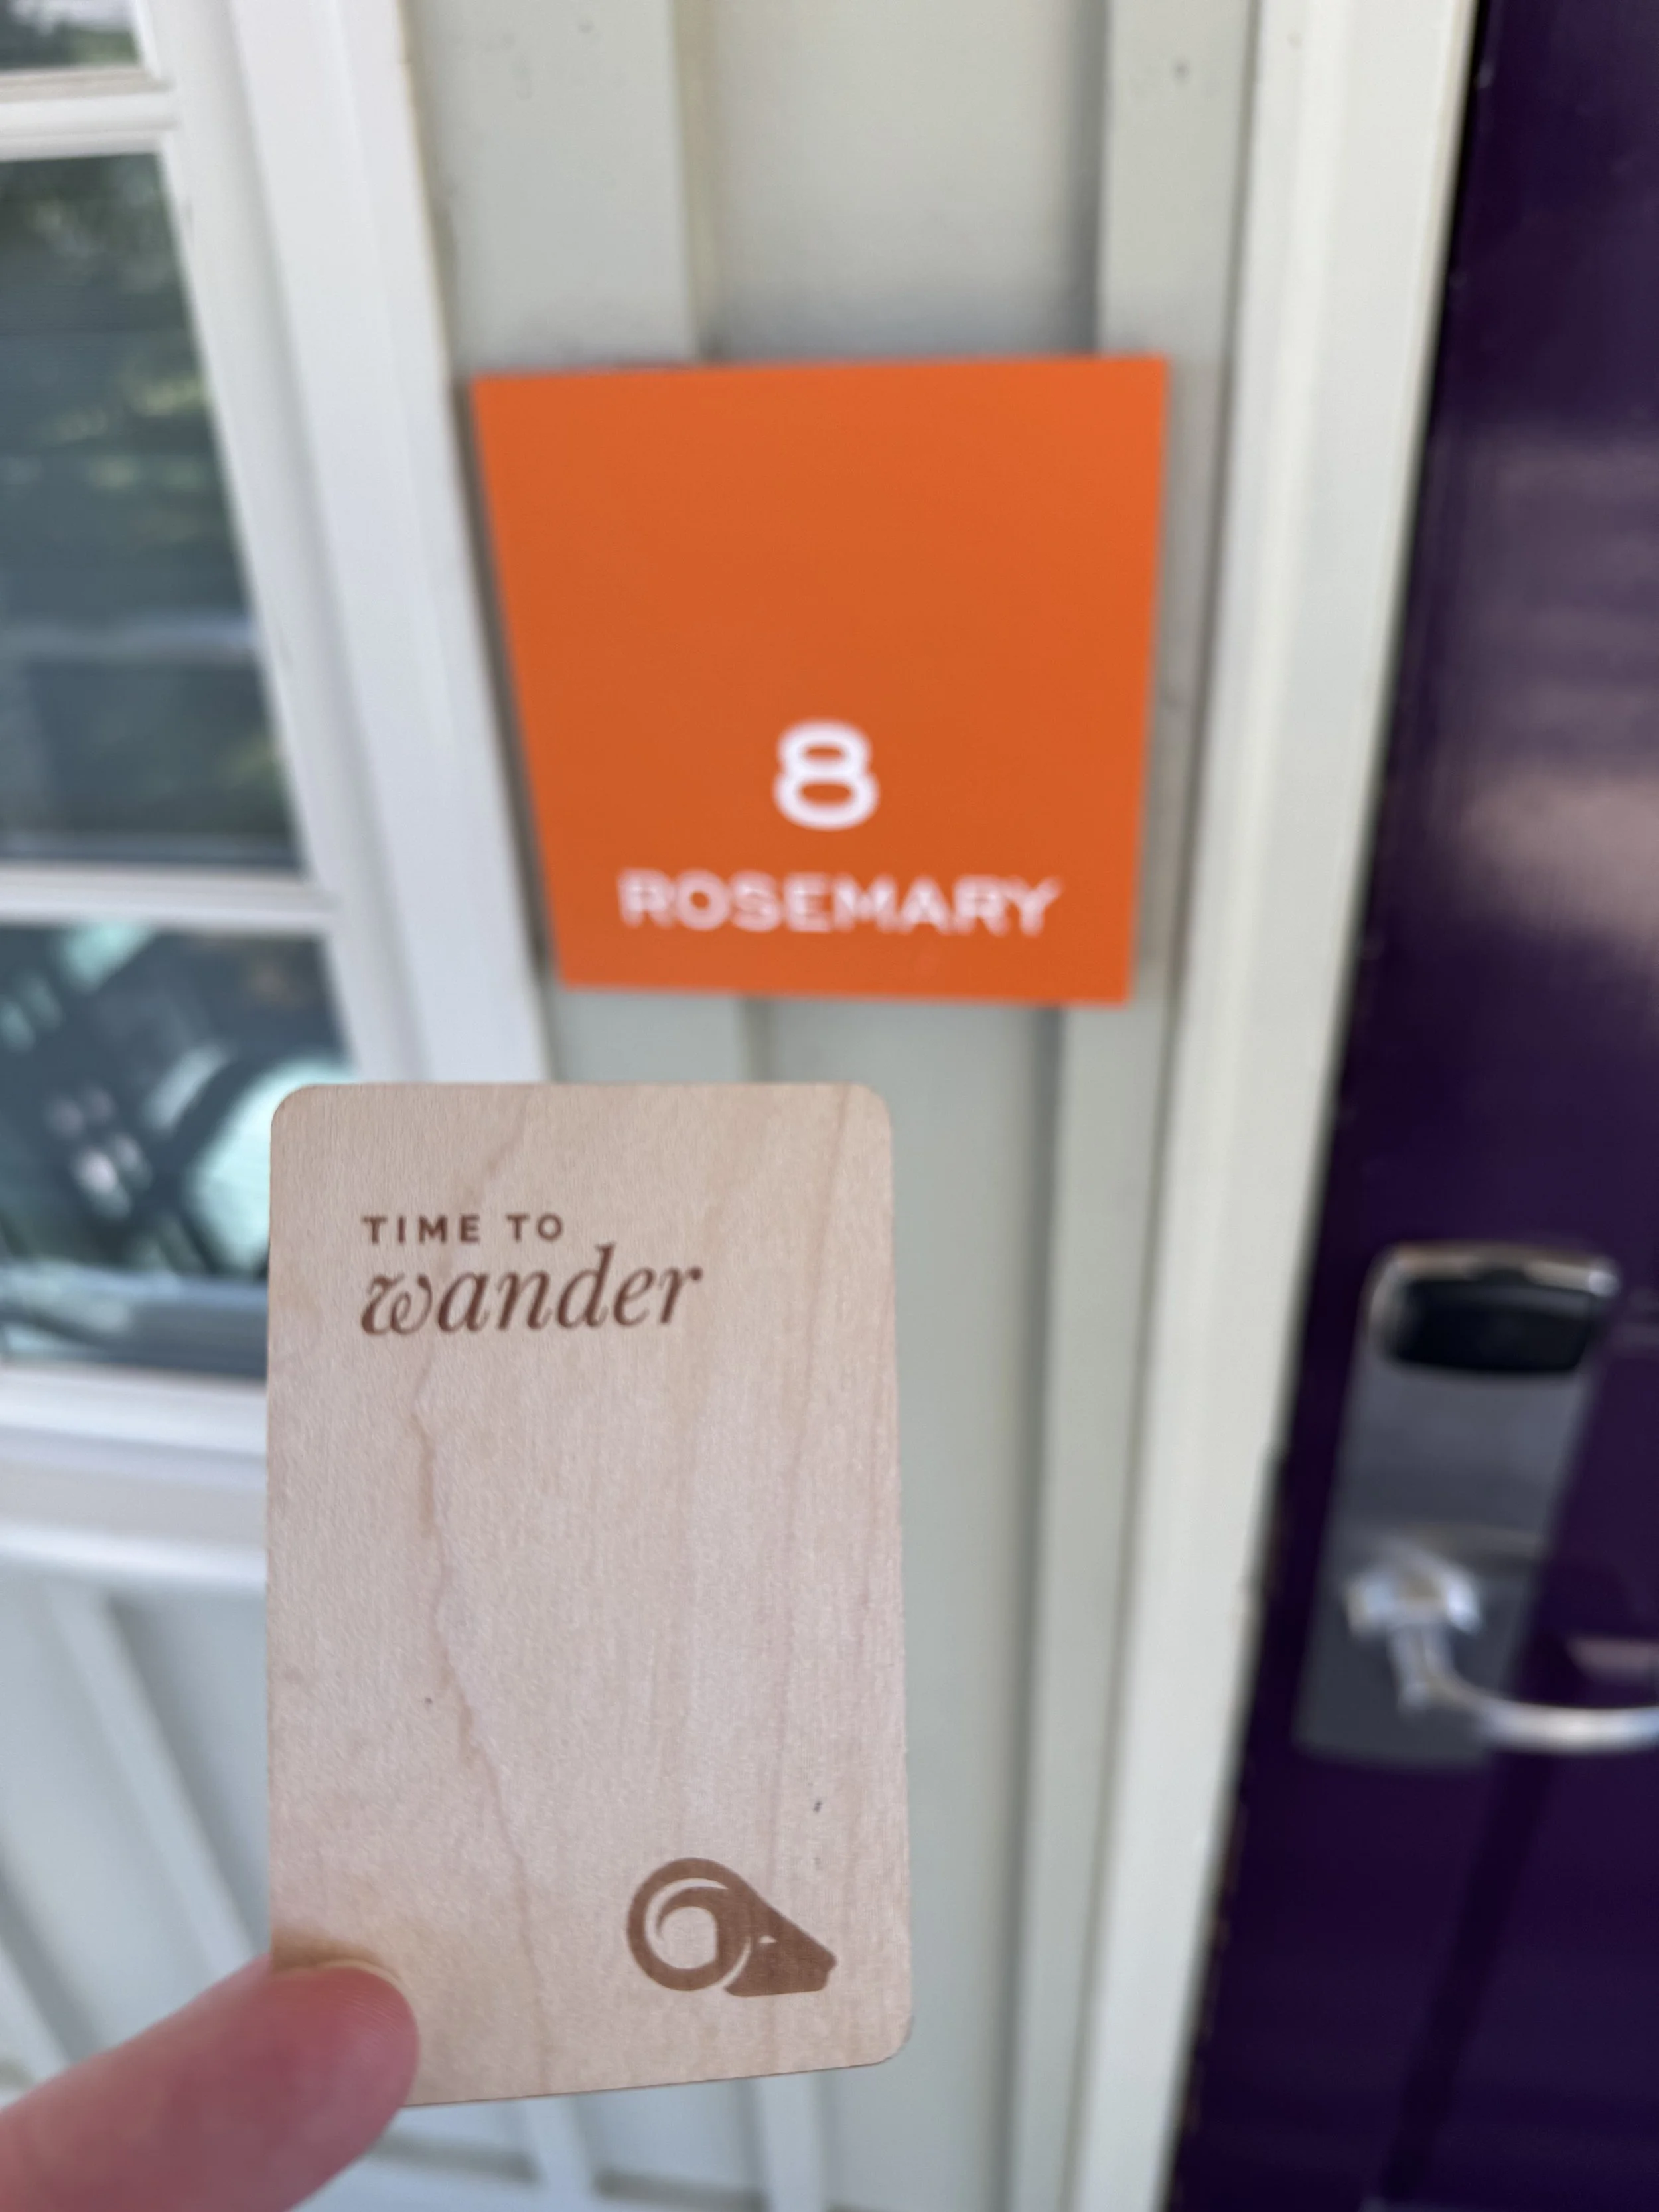 8
ROSEMARY
TIME TO
wander